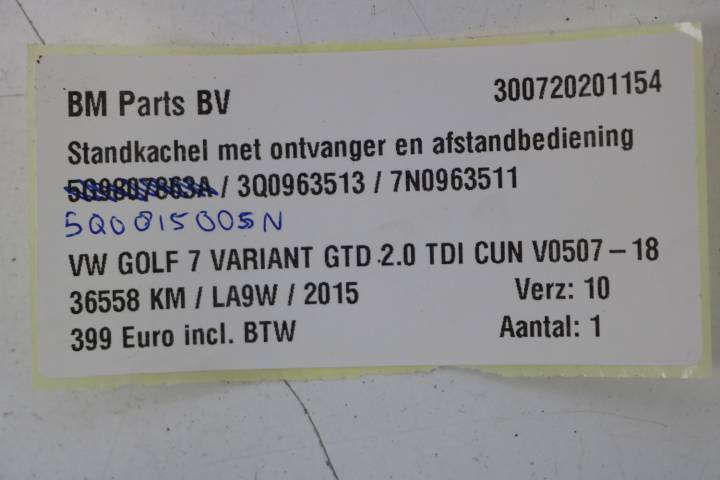 BM Parts BV 300720201154
Standkachel met ontvanger en afstandbediening
5G9807863A / 3Q0963513 / 7N0963511
5Q0815005N
VW GOLF 7 VARIANT GTD 2.0 TDI CUN V0507-18
36558 KM / LA9W / 2015 Verz: 10
399 Euro incl. BTW Aantal: 1